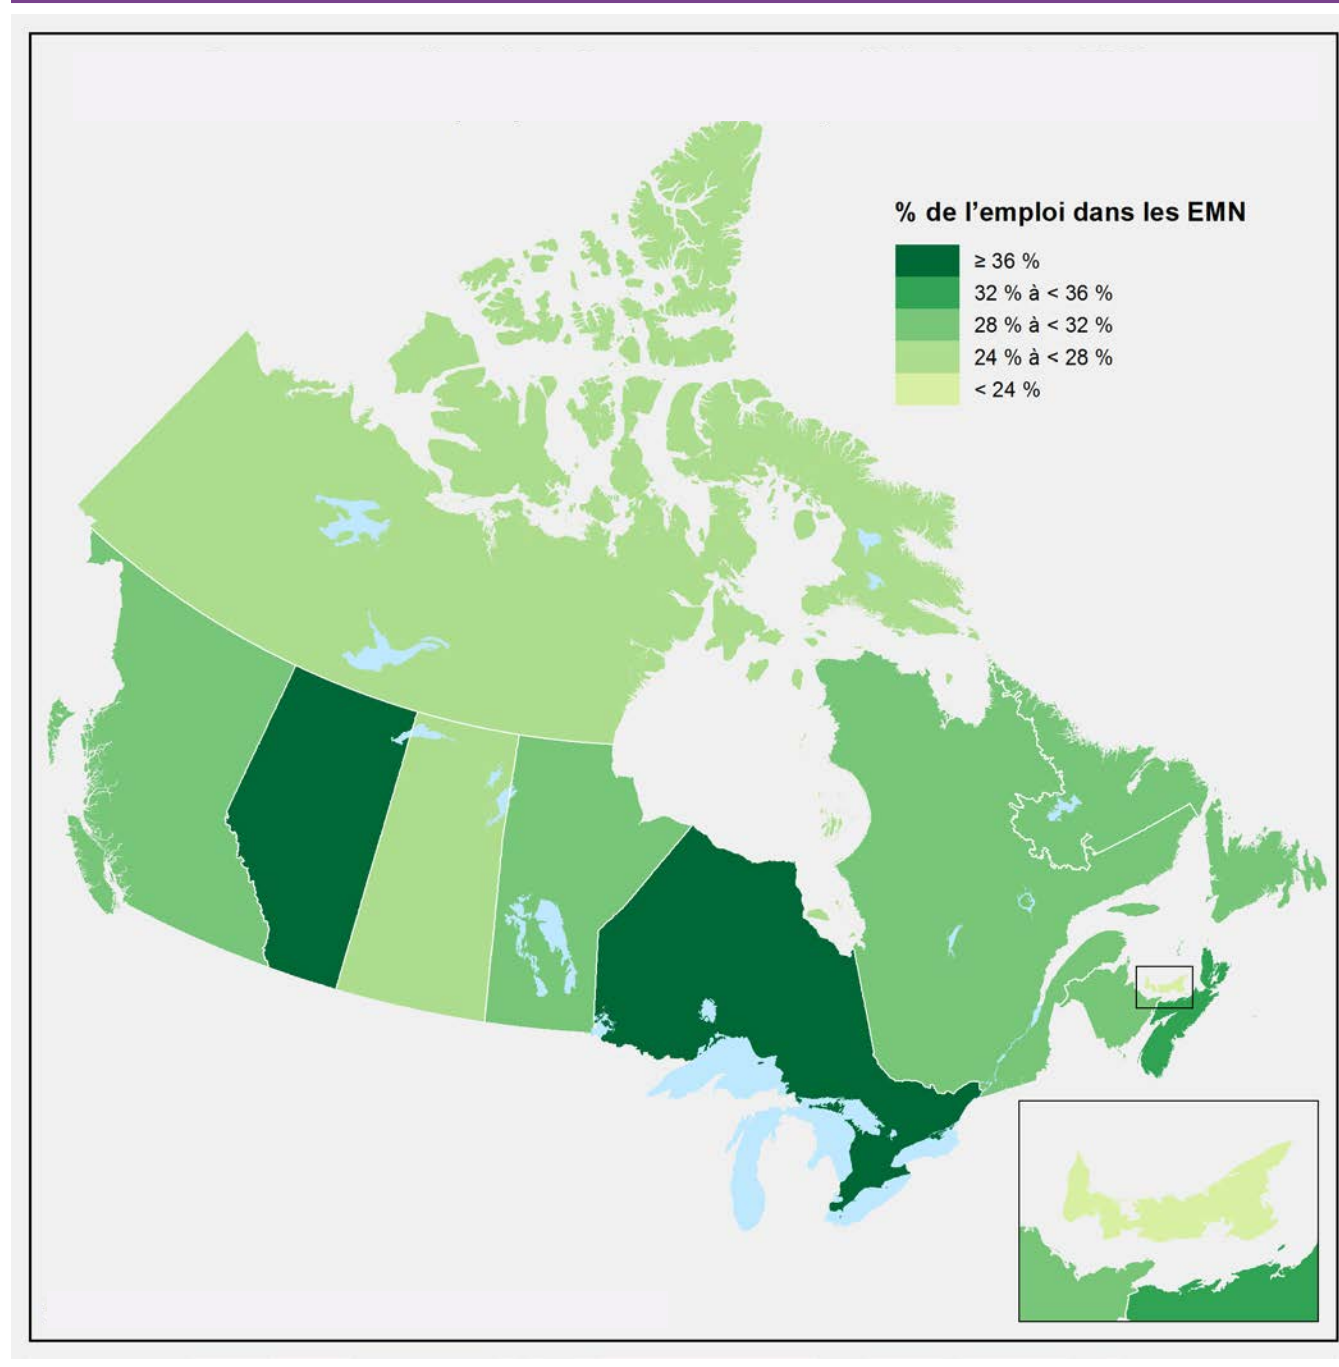 % de l'emploi dans les EMN
≥ 36 %
32 % à < 36 %
28 % à < 32 %
24 % à < 28 %
< 24 %